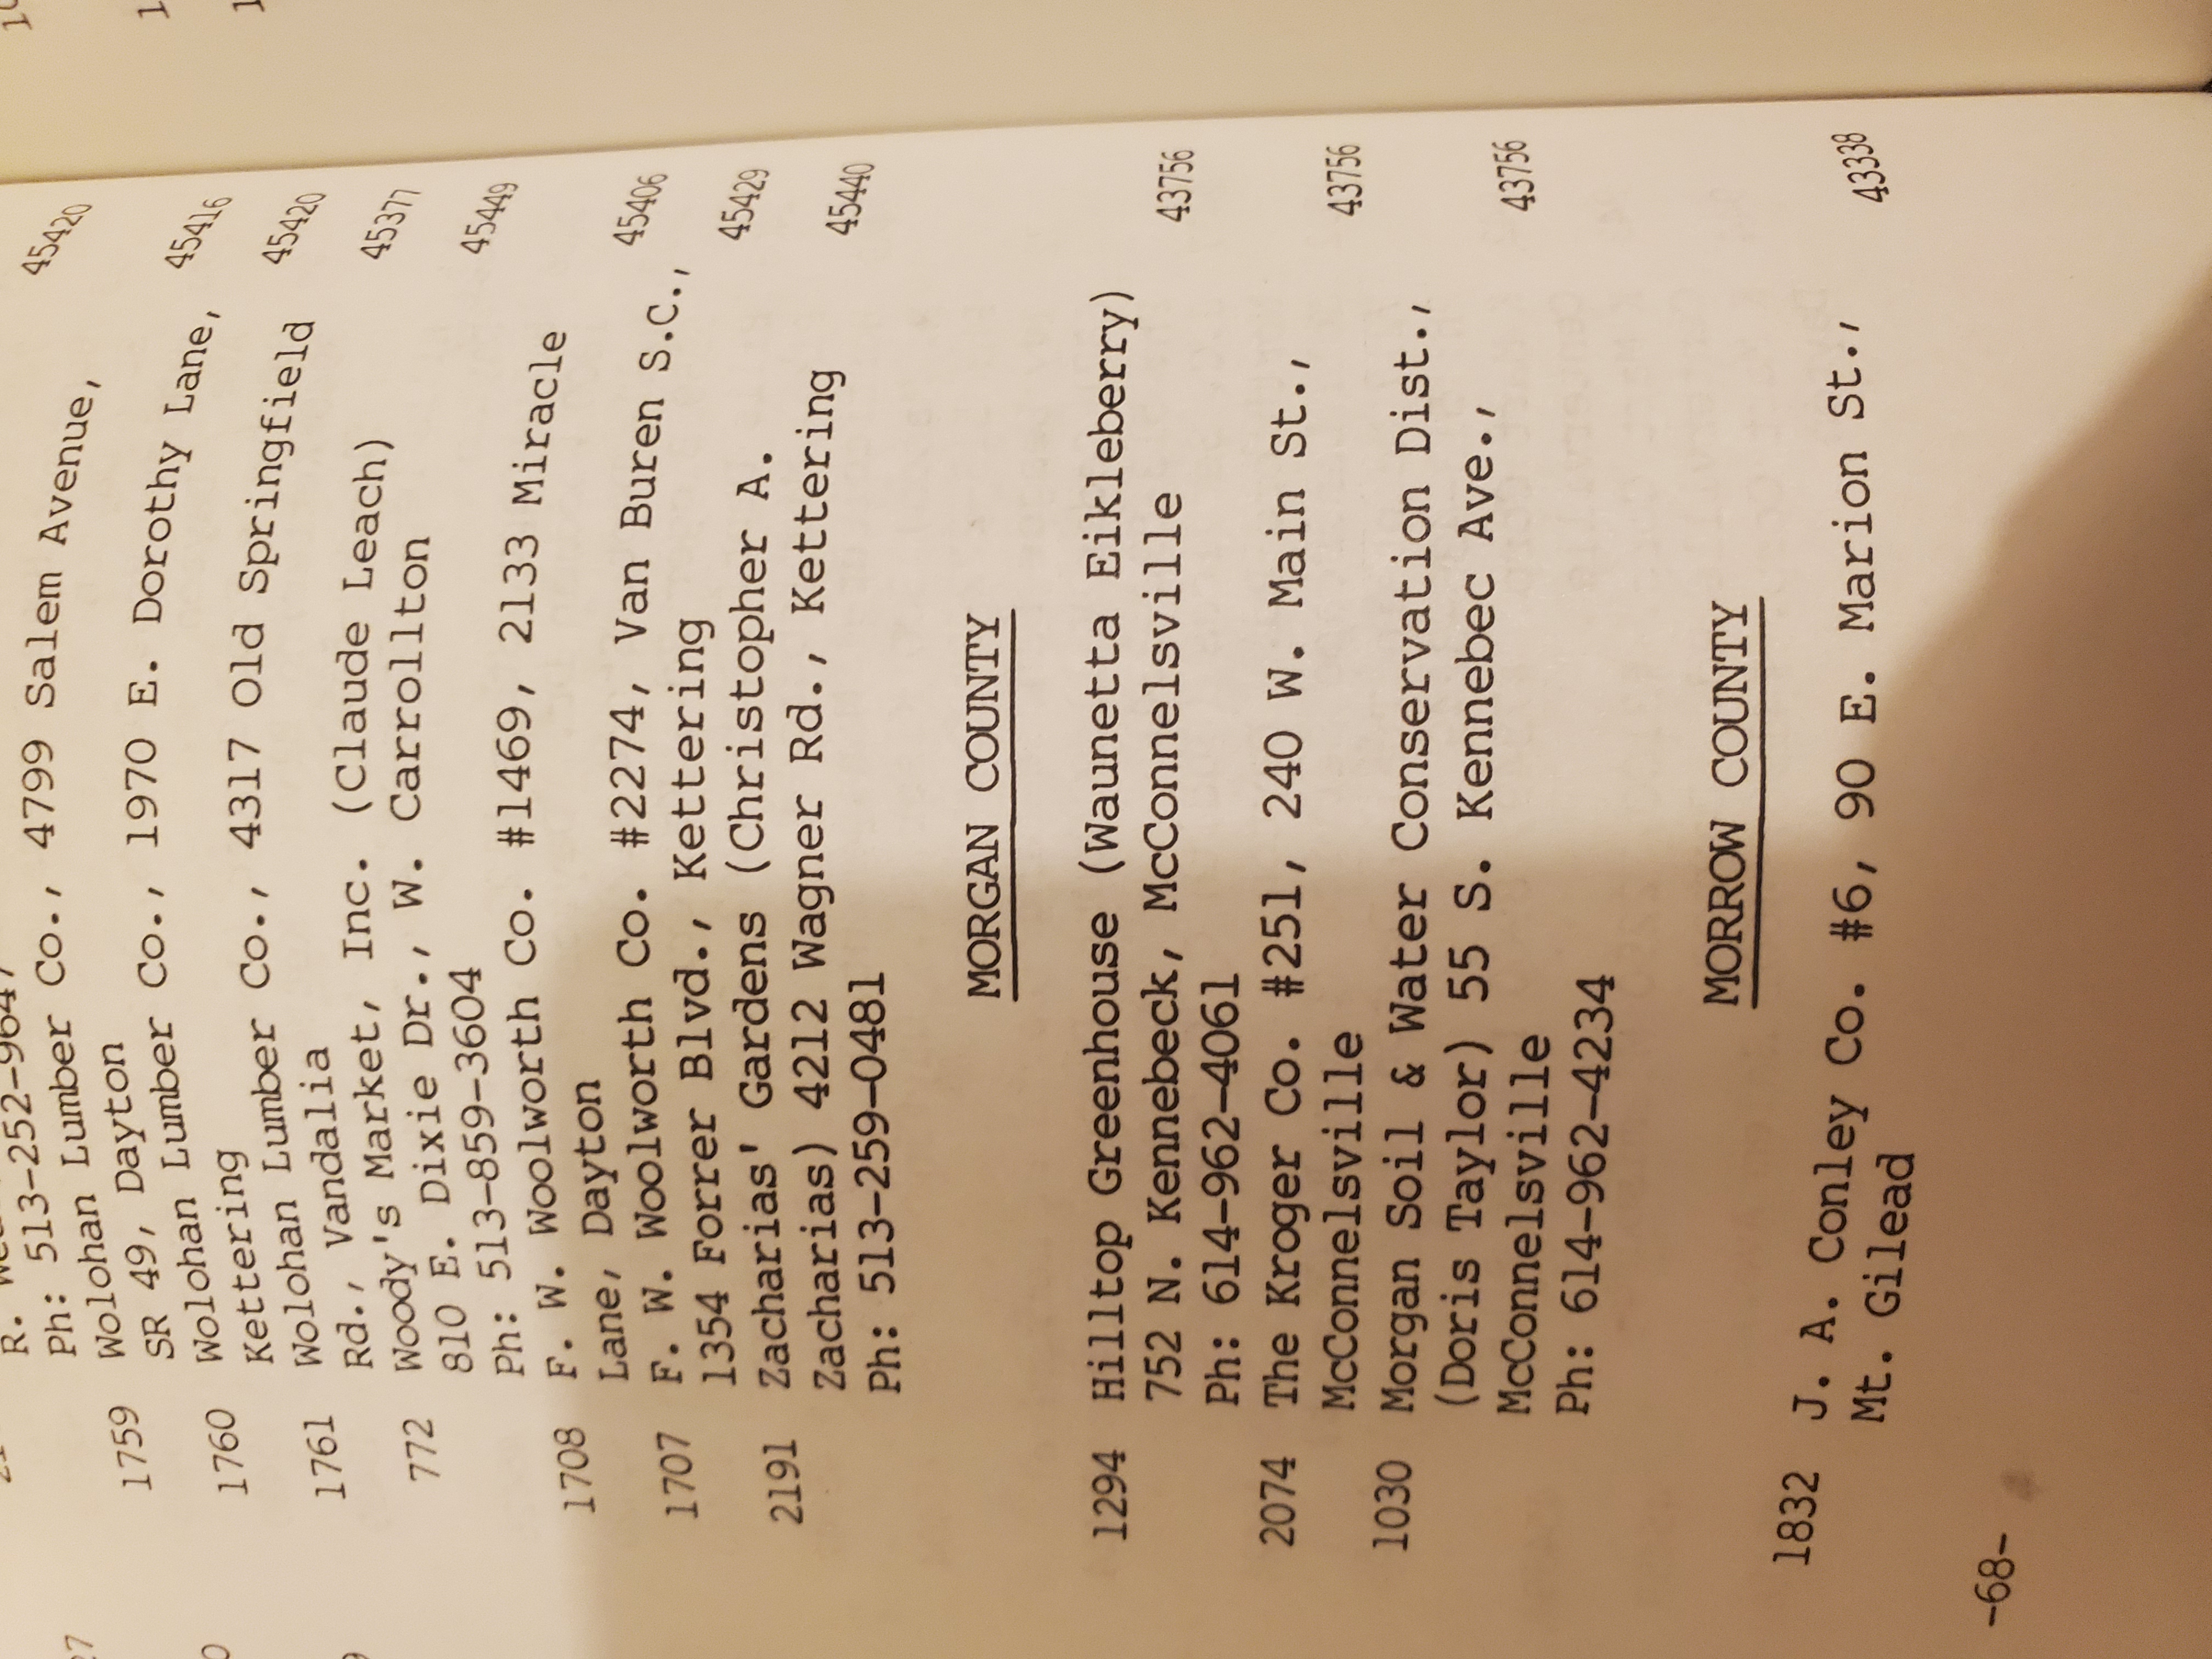 R.
Ph: 513-252-9647 45420
1759 Wolohan Lumber Co., 4799 Salem Avenue,
SR 49, Dayton 45416
1760 Wolohan Lumber Co., 1970 E. Dorothy Lane,
Kettering 45420
1761 Wolohan Lumber Co., 4317 Old Springfield
Rd., Vandalia 45377
772 Woody's Market, Inc. (Claude Leach)
810 E. Dixie Dr., W. Carrollton 45449
Ph: 513-859-3604
1708 F. W. Woolworth Co. #1469, 2133 Miracle
Lane, Dayton 45406
1707 F. W. Woolworth Co. #2274, Van Buren S.C.,
1354 Forrer Blvd., Kettering 45429
2191 Zacharias' Gardens (Christopher A.
Zacharias) 4212 Wagner Rd., Kettering 45440
Ph: 513-259-0481
MORGAN COUNTY
1294 Hilltop Greenhouse (Waunetta Eikleberry)
752 N. Kennebeck, McConnelsville 43756
Ph: 614-962-4061
2074 The Kroger Co. #251, 240 W. Main St.,
McConnelsville 43756
1030 Morgan Soil & Water Conservation Dist.,
(Doris Taylor) 55 S. Kennebec Ave.,
McConnelsville 43756
Ph: 614-962-4234
MORROW COUNTY
1832 J. A. Conley Co. #6, 90 E. Marion St.,
Mt. Gilead 43338
-68-